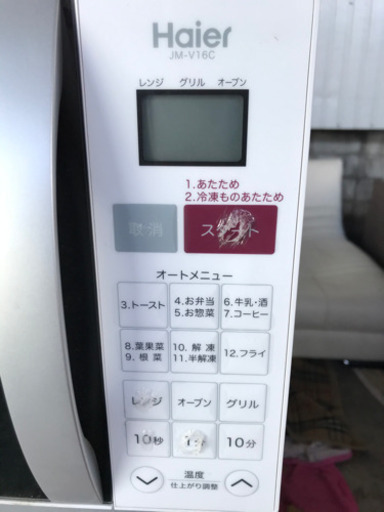 Haier
JM-V16C
レンジ グリル オーブン
1.あたため
2.冷凍ものあたため
取消
スタート
オートメニュー
3.トースト
4.お弁当
5.お惣菜
6.牛乳・酒
7.コーヒー
8.葉果菜
9.根菜
10.解凍
11.半解凍
12.フライ
レンジ
オーブン
グリル
10秒
10分
温度
仕上がり調整